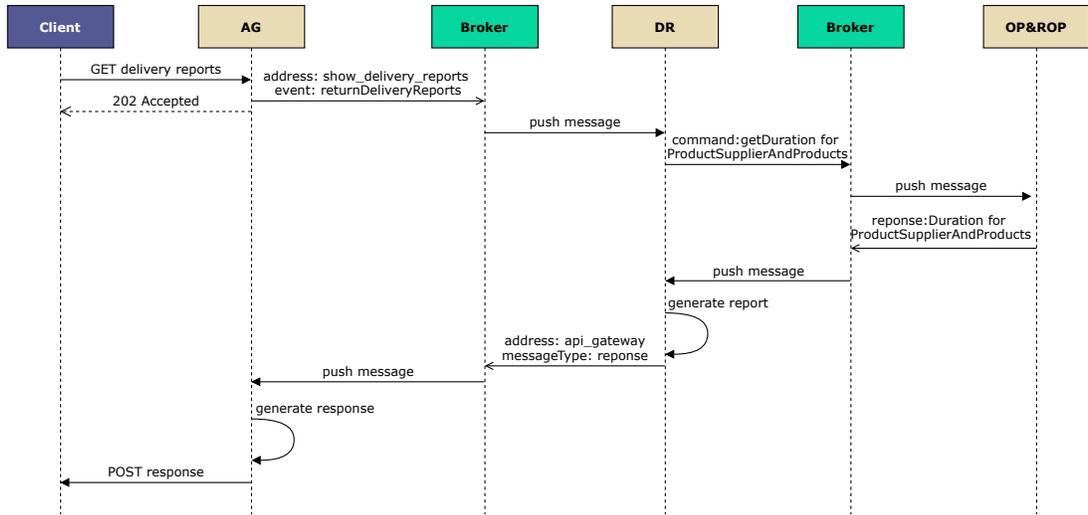 Client
AG
Broker
DR
Broker
OP&ROP
GET delivery reports
address: show_delivery_reports
event: returnDeliveryReports
202 Accepted
push message
command:getDuration for
ProductSupplierAndProducts
push message
reponse:Duration for
ProductSupplierAndProducts
push message
generate report
address: api_gateway
messageType: reponse
push message
generate response
POST response